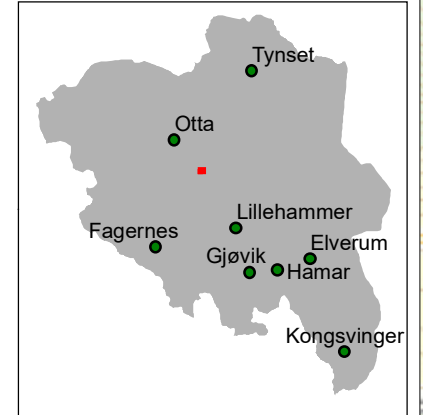 Tynset
Otta
Lillehammer
Fagernes
Elverum
Gjøvik
Hamar
Kongsvinger